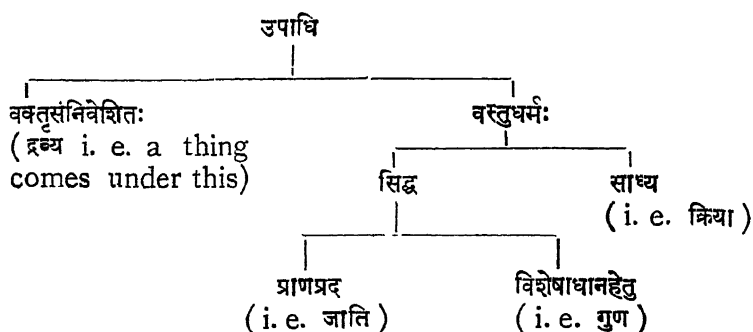 उपाधि
वक्तृसंनिवेशितः वस्तुधर्मः
( द्रव्य i. e. a thing
comes under this)
सिद्ध साध्य
( i. e. क्रिया )
प्राणप्रद विशेषाधानहेतु
( i. e. जाति ) ( i. e. गुण )